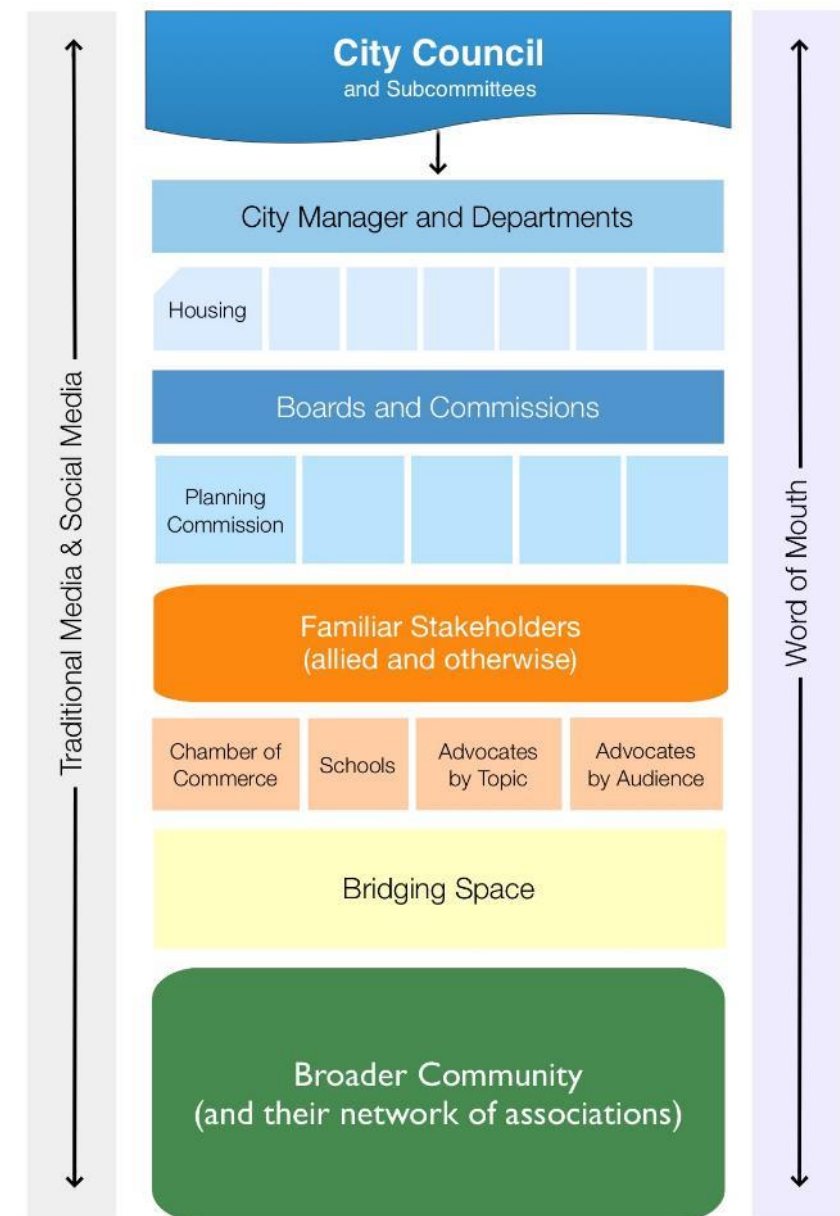 City Council
and Subcommittees
City Manager and Departments
Housing
Boards and Commissions
Planning
Commission
Familiar Stakeholders
(allied and otherwise)
Chamber of
Commerce
Schools
Advocates
by Topic
Advocates
by Audience
Bridging Space
Broader Community
(and their network of associations)
Traditional Media & Social Media
Word of Mouth